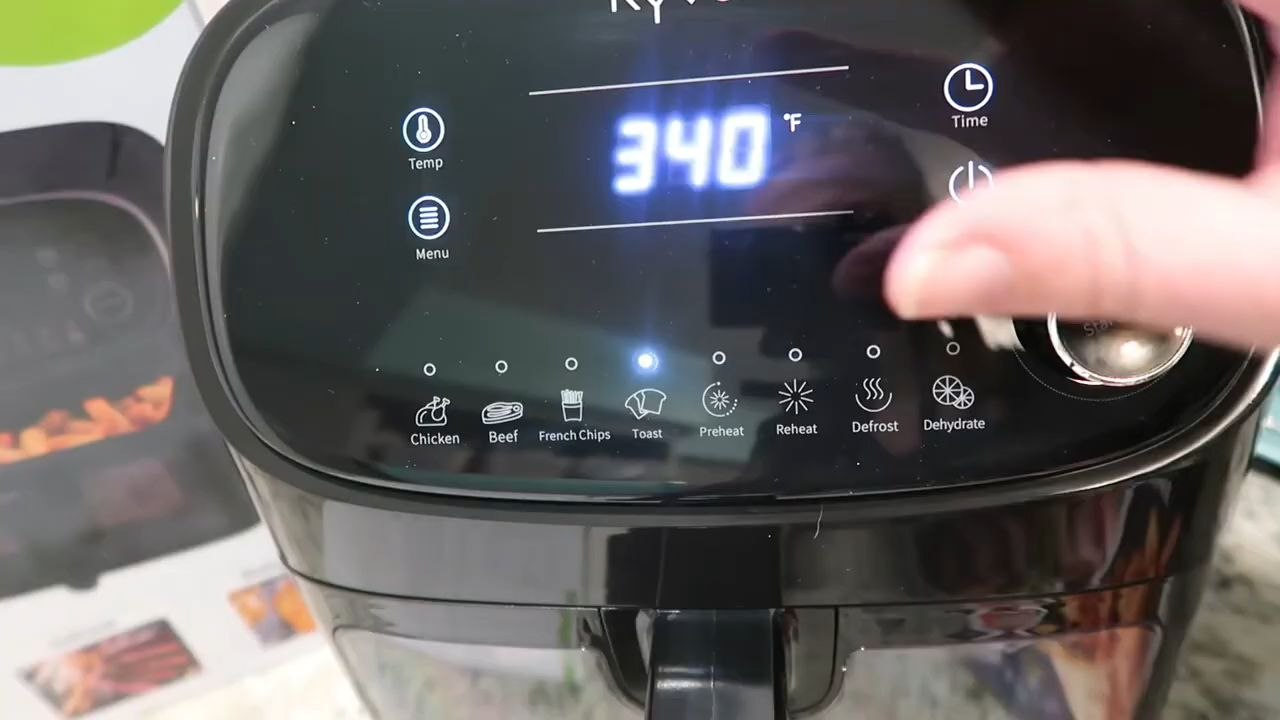 Temp
340 °F
Time
Menu
Chicken
Beef
French Chips
Toast
Preheat
Reheat
Defrost
Dehydrate